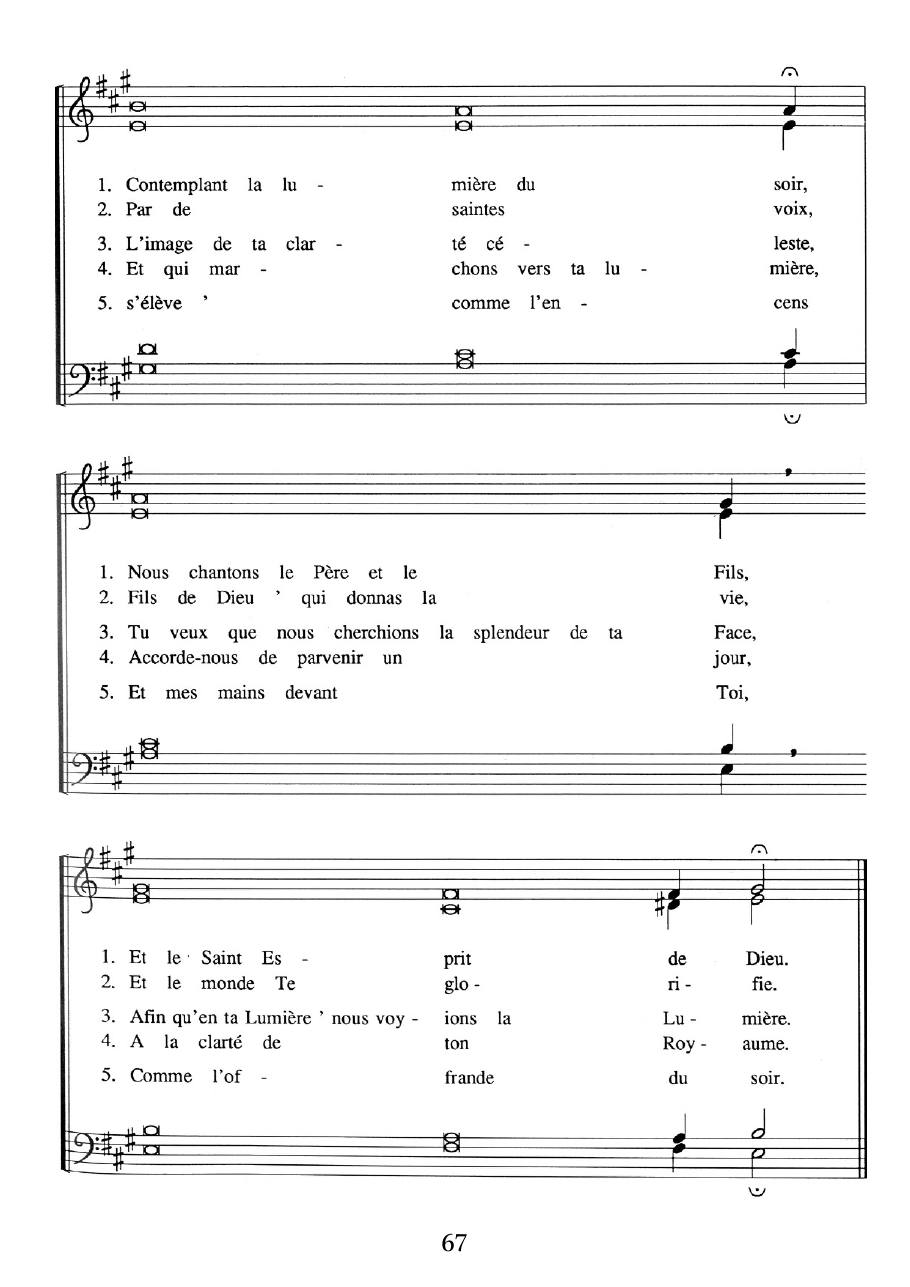 1. Contemplant la lu - mière du soir,
2. Par de saintes voix,
3. L'image de ta clar - té cé - leste,
4. Et qui mar - chons vers ta lu - mière,
5. s'élève ' comme l'en - cens
1. Nous chantons le Père et le Fils,
2. Fils de Dieu ' qui donnas la vie,
3. Tu veux que nous cherchions la splendeur de ta Face,
4. Accorde-nous de parvenir un jour,
5. Et mes mains devant Toi,
1. Et le Saint Es - prit de Dieu.
2. Et le monde Te glo - ri - fie.
3. Afin qu'en ta Lumière ' nous voy - ions la Lu - mière.
4. A la clarté de ton Roy - aume.
5. Comme l'of - frande du soir.
67